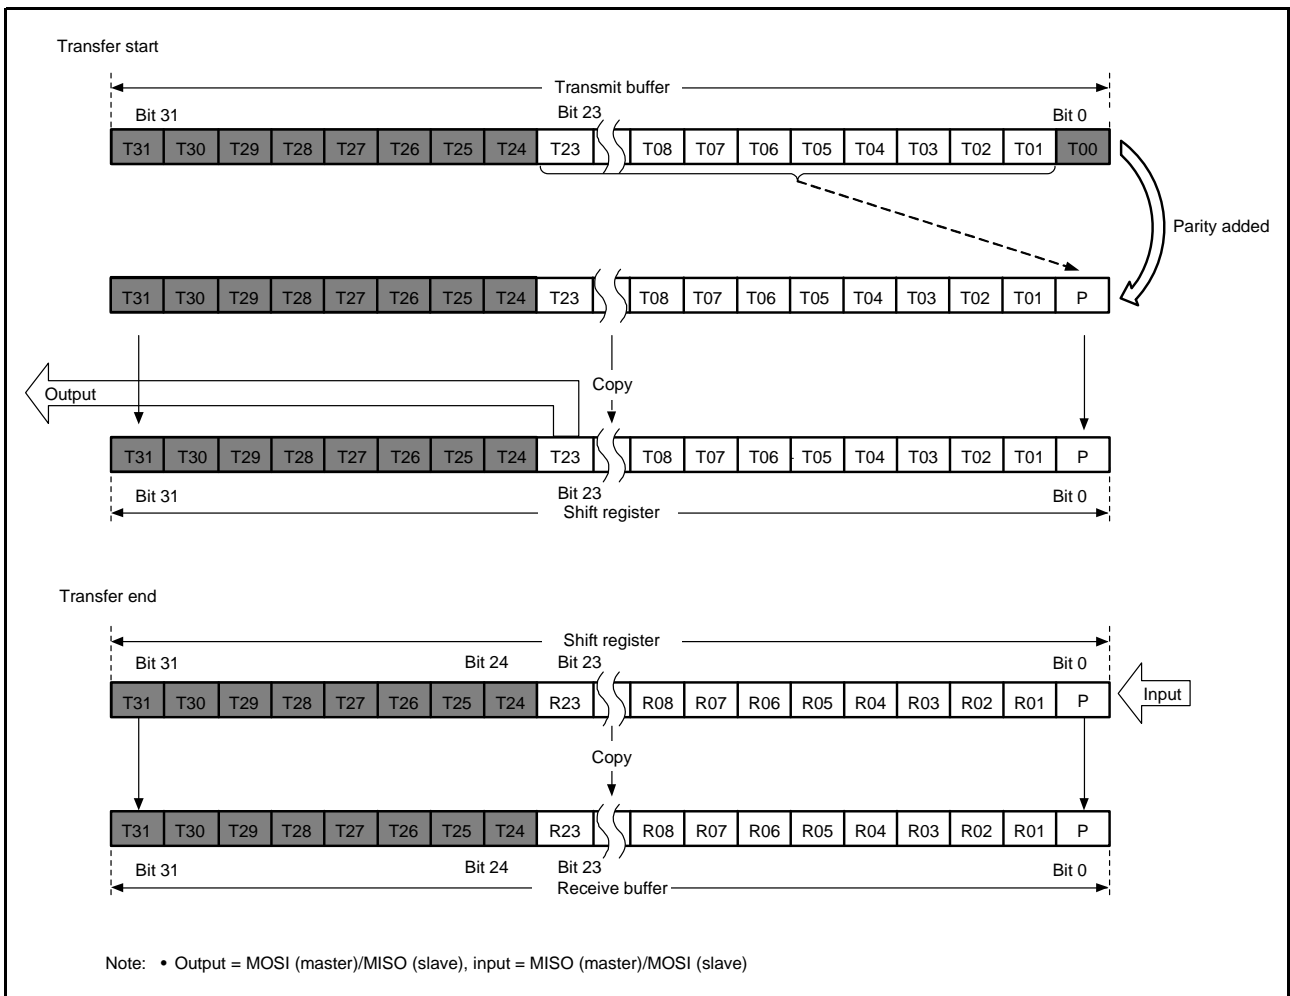 Transfer start
Transmit buffer
Bit 31 Bit 23 Bit 0
T31 T30 T29 T28 T27 T26 T25 T24 T23 T08 T07 T06 T05 T04 T03 T02 T01 T00
Parity added
T31 T30 T29 T28 T27 T26 T25 T24 T23 T08 T07 T06 T05 T04 T03 T02 T01 P
Copy
Output
T31 T30 T29 T28 T27 T26 T25 T24 T23 T08 T07 T06 T05 T04 T03 T02 T01 P
Bit 31 Bit 23 Bit 0
Shift register
Transfer end
Shift register
Bit 31 Bit 24 Bit 23 Bit 0
T31 T30 T29 T28 T27 T26 T25 T24 R23 R08 R07 R06 R05 R04 R03 R02 R01 P
Input
Copy
T31 T30 T29 T28 T27 T26 T25 T24 R23 R08 R07 R06 R05 R04 R03 R02 R01 P
Bit 31 Bit 24 Bit 23 Bit 0
Receive buffer
Note: • Output = MOSI (master)/MISO (slave), input = MISO (master)/MOSI (slave)